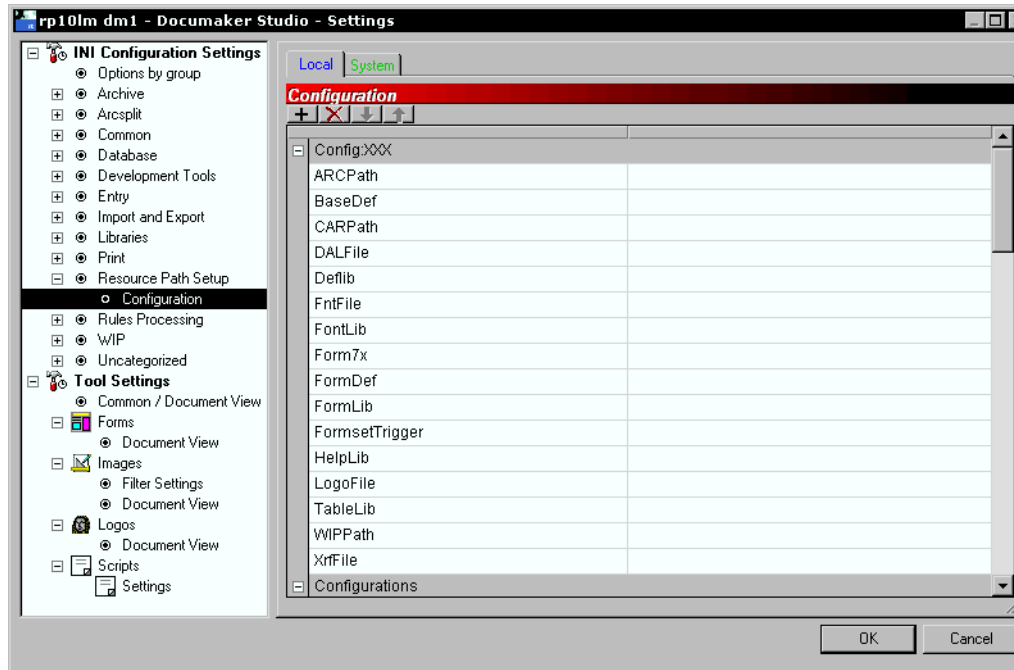 rp10lm dm1 - Documaker Studio - Settings
INI Configuration Settings
Options by group
Archive
Arcsplit
Common
Database
Development Tools
Entry
Import and Export
Libraries
Print
Resource Path Setup
Configuration
Rules Processing
WIP
Uncategorized
Tool Settings
Common / Document View
Forms
Document View
Images
Filter Settings
Document View
Logos
Document View
Scripts
Settings
Local
System
Configuration
Config:XXX
ARCPath
BaseDef
CARPath
DALFile
Deflib
FntFile
FontLib
Form7x
FormDef
FormLib
FormsetTrigger
HelpLib
LogoFile
TableLib
WIPPath
XrfFile
Configurations
OK
Cancel